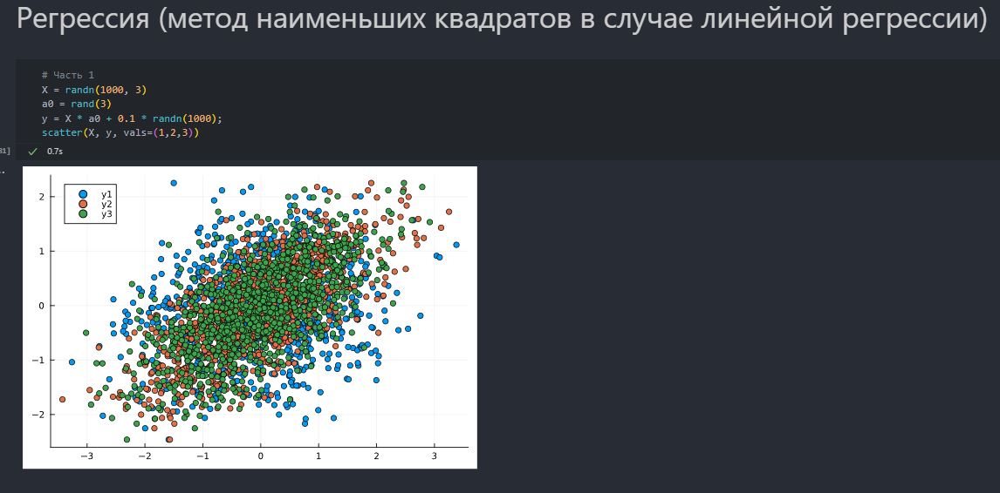 Регрессия (метод наименьших квадратов в случае линейной регрессии)
# Часть 1
X = randn(1000, 3)
a0 = rand(3)
y = X * a0 + 0.1 * randn(1000);
scatter(X, y, vals=(1,2,3))
31]
✓ 0.7s
y1
y2
y3
2
1
0
−1
−2
−3 −2 −1 0 1 2 3